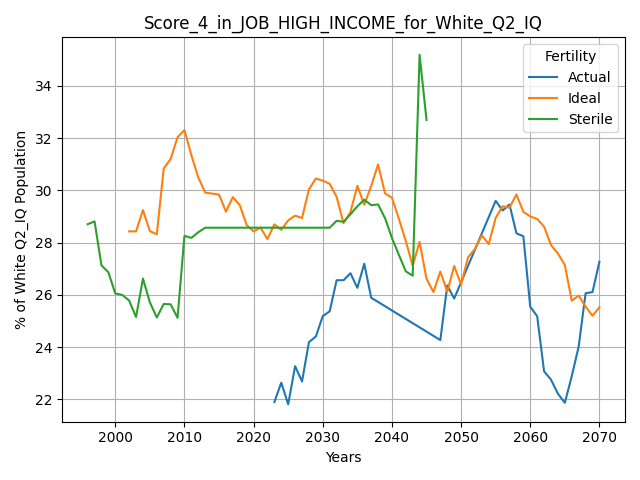 Score_4_in_JOB_HIGH_INCOME_for_White_Q2_IQ
Fertility
Actual
Ideal
Sterile
% of White Q2_IQ Population
34
32
30
28
26
24
22
2000 2010 2020 2030 2040 2050 2060 2070
Years